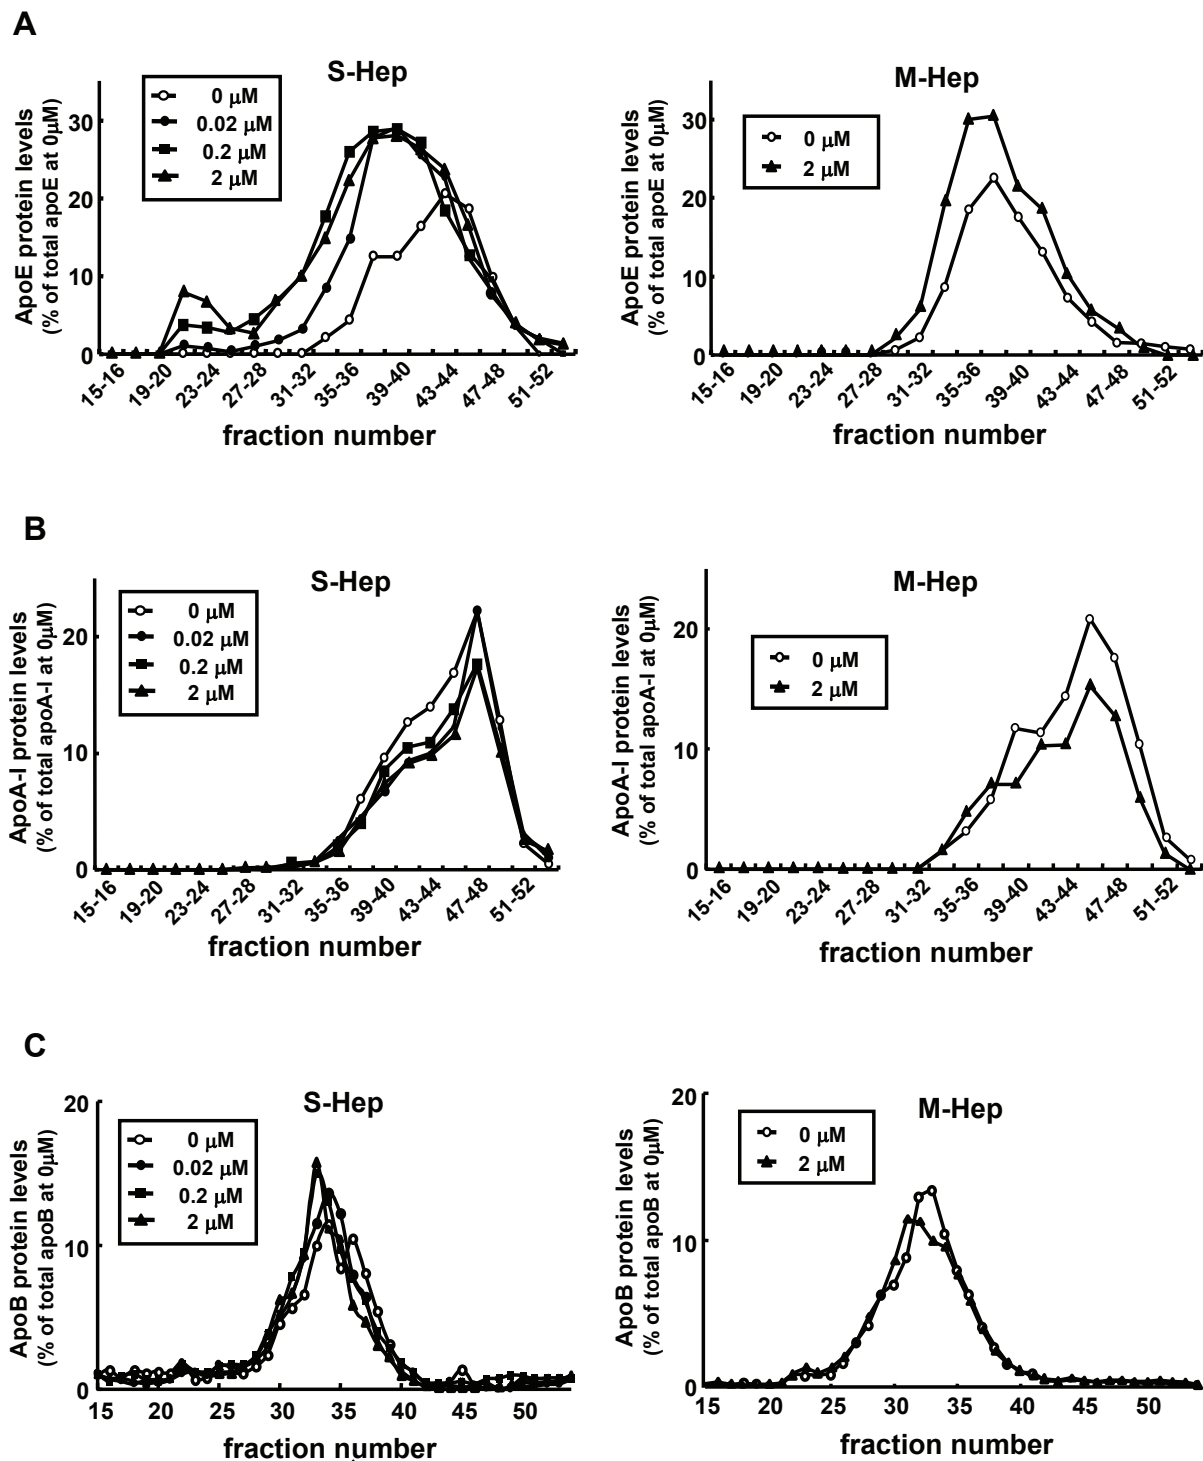 A
S-Hep
0 μM
0.02 μM
0.2 μM
2 μM
ApoE protein levels
(% of total apoE at 0μM)
30
20
10
0
15-16
19-20
23-24
27-28
31-32
35-36
39-40
43-44
47-48
51-52
fraction number
M-Hep
0 μM
2 μM
ApoE protein levels
(% of total apoE at 0μM)
30
20
10
0
15-16
19-20
23-24
27-28
31-32
35-36
39-40
43-44
47-48
51-52
fraction number
B
S-Hep
0 μM
0.02 μM
0.2 μM
2 μM
ApoA-I protein levels
(% of total apoA-I at 0μM)
20
10
0
15-16
19-20
23-24
27-28
31-32
35-36
39-40
43-44
47-48
51-52
fraction number
M-Hep
0 μM
2 μM
ApoA-I protein levels
(% of total apoA-I at 0μM)
20
10
0
15-16
19-20
23-24
27-28
31-32
35-36
39-40
43-44
47-48
51-52
fraction number
C
S-Hep
0 μM
0.02 μM
0.2 μM
2 μM
ApoB protein levels
(% of total apoB at 0μM)
20
10
0
15 20 25 30 35 40 45 50
fraction number
M-Hep
0 μM
2 μM
ApoB protein levels
(% of total apoB at 0μM)
20
10
0
15 20 25 30 35 40 45 50
fraction number